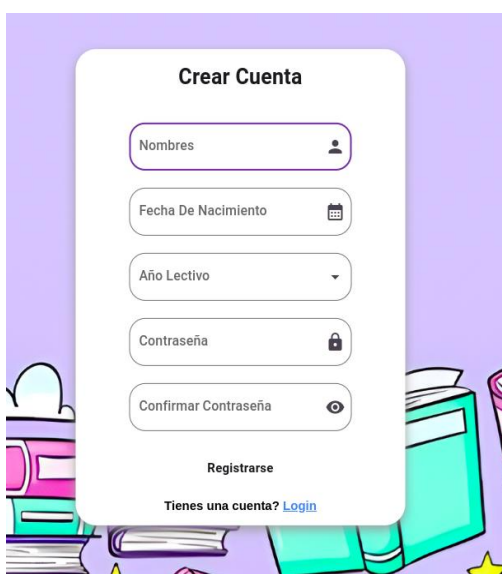 Crear Cuenta
Nombres
Fecha De Nacimiento
Año Lectivo
Contraseña
Confirmar Contraseña
Registrarse
Tienes una cuenta? Login